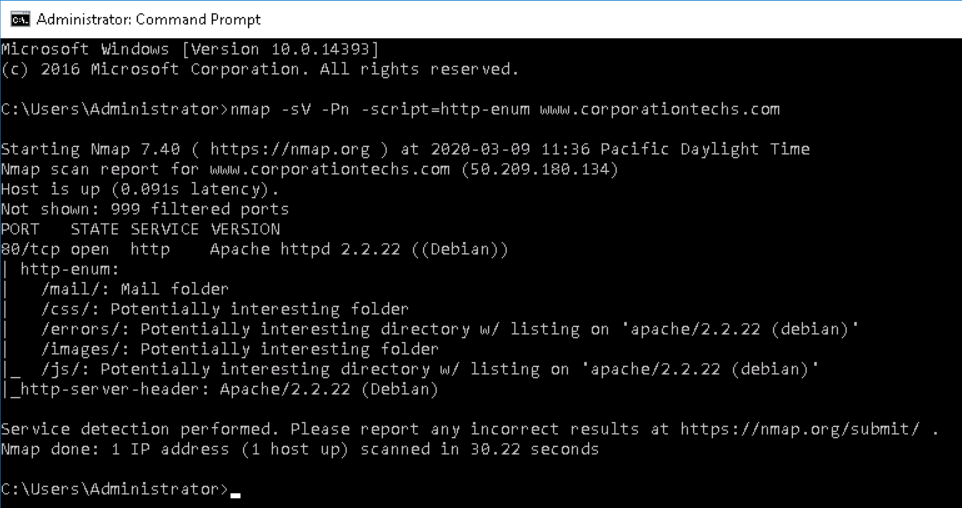 Administrator: Command Prompt
Microsoft Windows [Version 10.0.14393]
(c) 2016 Microsoft Corporation. All rights reserved.
C:\Users\Administrator>nmap -sV -Pn -script=http-enum www.corporationtechs.com
Starting Nmap 7.40 ( https://nmap.org ) at 2020-03-09 11:36 Pacific Daylight Time
Nmap scan report for www.corporationtechs.com (50.209.180.134)
Host is up (0.091s latency).
Not shown: 999 filtered ports
PORT   STATE SERVICE VERSION
80/tcp open  http    Apache httpd 2.2.22 ((Debian))
| http-enum:
|   /mail/: Mail folder
|   /css/: Potentially interesting folder
|   /errors/: Potentially interesting directory w/ listing on 'apache/2.2.22 (debian)'
|   /images/: Potentially interesting folder
|_  /js/: Potentially interesting directory w/ listing on 'apache/2.2.22 (debian)'
|_http-server-header: Apache/2.2.22 (Debian)
Service detection performed. Please report any incorrect results at https://nmap.org/submit/ .
Nmap done: 1 IP address (1 host up) scanned in 30.22 seconds
C:\Users\Administrator>